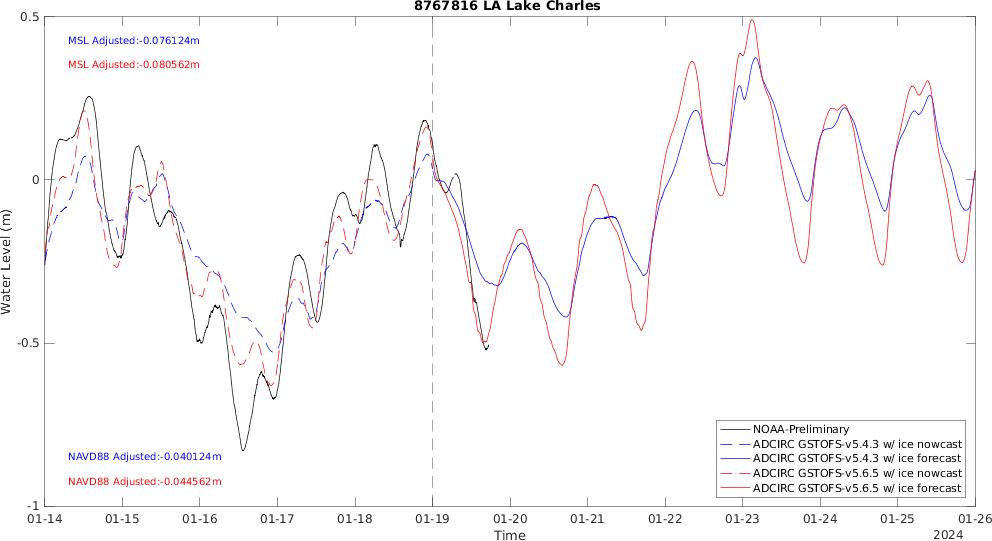 8767816 LA Lake Charles
MSL Adjusted:-0.076124m
MSL Adjusted:-0.080562m
NAVD88 Adjusted:-0.040124m
NAVD88 Adjusted:-0.044562m
Water Level (m)
0.5
0
-0.5
-1
NOAA-Preliminary
ADCIRC GSTOFS-v5.4.3 w/ ice nowcast
ADCIRC GSTOFS-v5.4.3 w/ ice forecast
ADCIRC GSTOFS-v5.6.5 w/ ice nowcast
ADCIRC GSTOFS-v5.6.5 w/ ice forecast
01-14 01-15 01-16 01-17 01-18 01-19 01-20 01-21 01-22 01-23 01-24 01-25 01-26
Time
2024